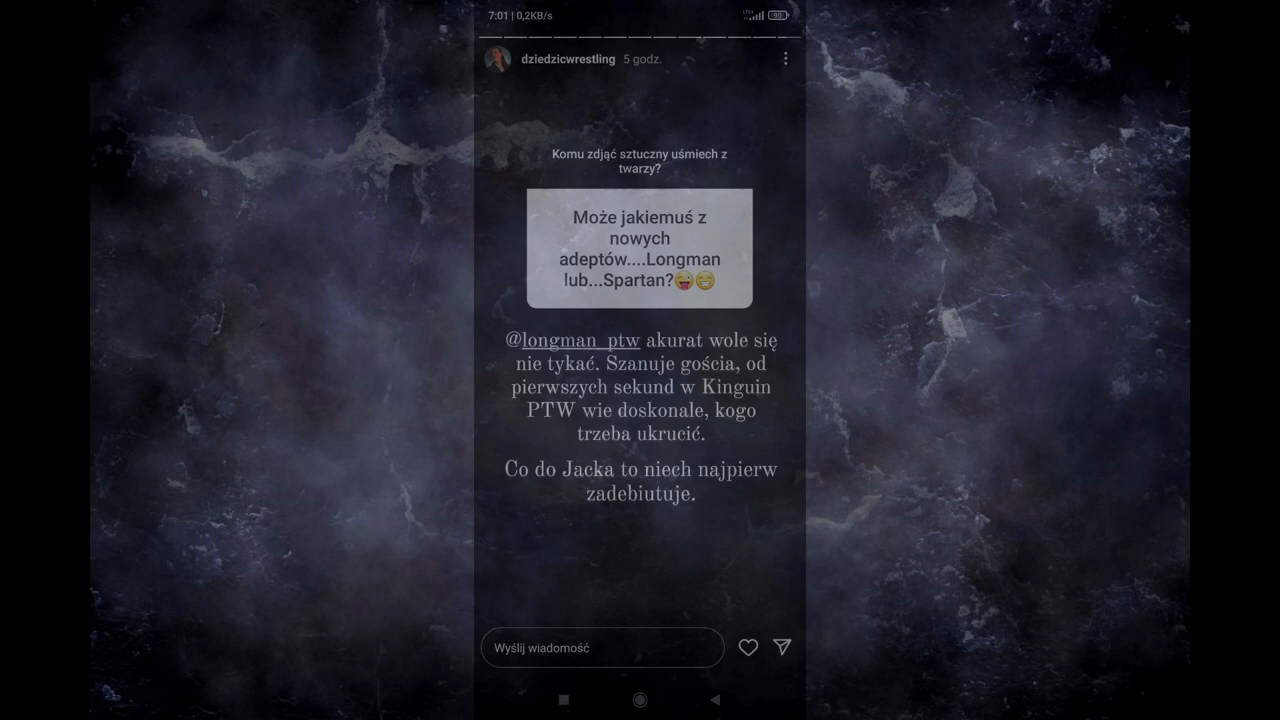 7:01 | 0,2KB/s
LTE+
90
dziedzicwrestling 5 godz.
Komu zdjąć sztuczny uśmiech z
twarzy?
Może jakiemuś z
nowych
adeptów....Longman
lub...Spartan?😜😁
@longman_ptw akurat wole się
nie tykać. Szanuje gościa, od
pierwszych sekund w Kinguin
PTW wie doskonale, kogo
trzeba ukrucić.
Co do Jacka to niech najpierw
zadebiutuje.
Wyślij wiadomość